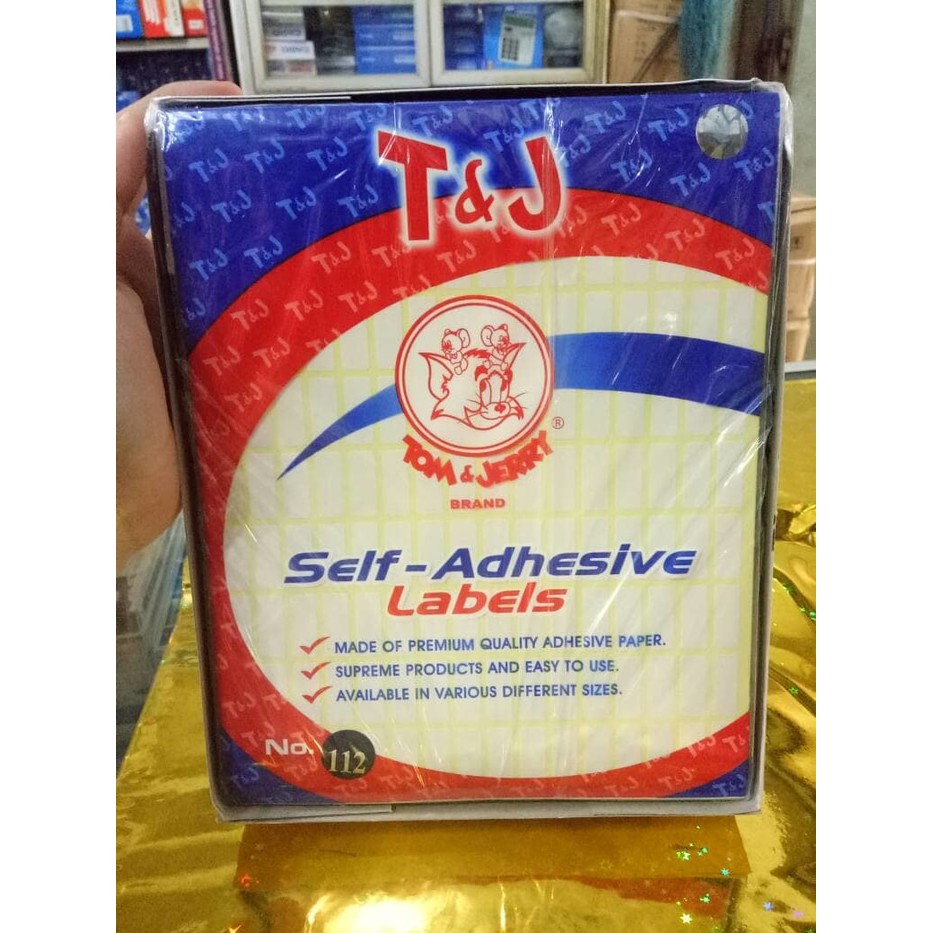 T&J
TOM & JERRY ®
BRAND
Self-Adhesive
Labels
MADE OF PREMIUM QUALITY ADHESIVE PAPER.
SUPREME PRODUCTS AND EASY TO USE.
AVAILABLE IN VARIOUS DIFFERENT SIZES.
No. 112